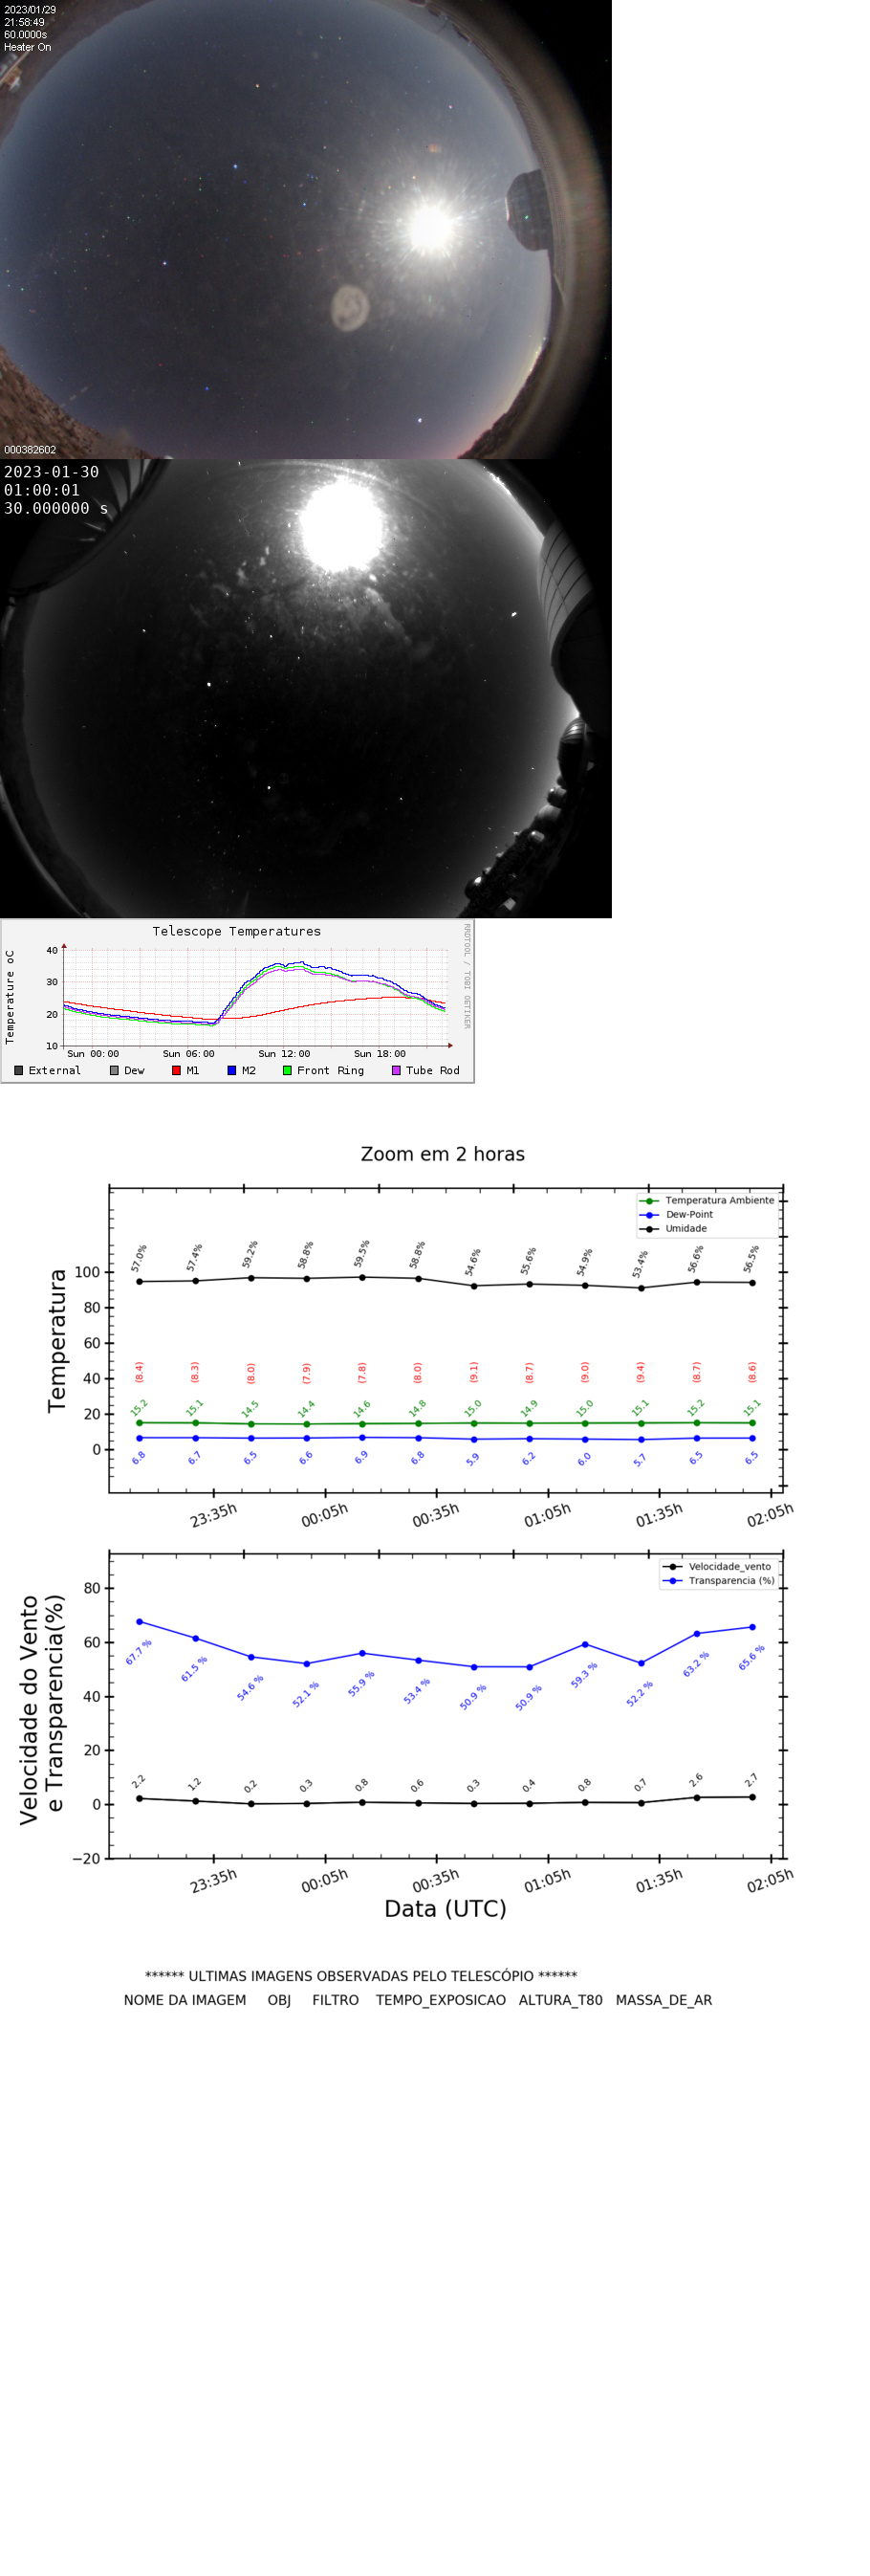 2023/01/29
21:58:49
60.0000s
Heater On
000382602
2023-01-30
01:00:01
30.000000 s
Telescope Temperatures
RRDTOOL / TOBI OETIKER
Temperature oC
40
30
20
10
Sun 00:00 Sun 06:00 Sun 12:00 Sun 18:00
External Dew M1 M2 Front Ring Tube Rod
Zoom em 2 horas
Temperatura Ambiente
Dew-Point
Umidade
Temperatura
57.0% 57.4% 59.2% 58.8% 59.5% 58.8% 54.6% 55.6% 54.9% 53.4% 56.6% 56.5%
100
80
60
40
20
0
(8.4) (8.3) (8.0) (7.9) (7.8) (8.0) (9.1) (8.7) (9.0) (9.4) (8.7) (8.6)
15.2 15.1 14.5 14.4 14.6 14.8 15.0 14.9 15.0 15.1 15.2 15.1
6.8 6.7 6.5 6.6 6.9 6.8 5.9 6.2 6.0 5.7 6.5 6.5
23:35h 00:05h 00:35h 01:05h 01:35h 02:05h
Velocidade_vento
Transparencia (%)
Velocidade do Vento
e Transparencia(%)
80
60
40
20
0
−20
67.7 % 61.5 % 54.6 % 52.1 % 55.9 % 53.4 % 50.9 % 50.9 % 59.3 % 52.2 % 63.2 % 65.6 %
2.2 1.2 0.2 0.3 0.8 0.6 0.3 0.4 0.8 0.7 2.6 2.7
23:35h 00:05h 00:35h 01:05h 01:35h 02:05h
Data (UTC)
****** ULTIMAS IMAGENS OBSERVADAS PELO TELESCÓPIO ******
NOME DA IMAGEM OBJ FILTRO TEMPO_EXPOSICAO ALTURA_T80 MASSA_DE_AR